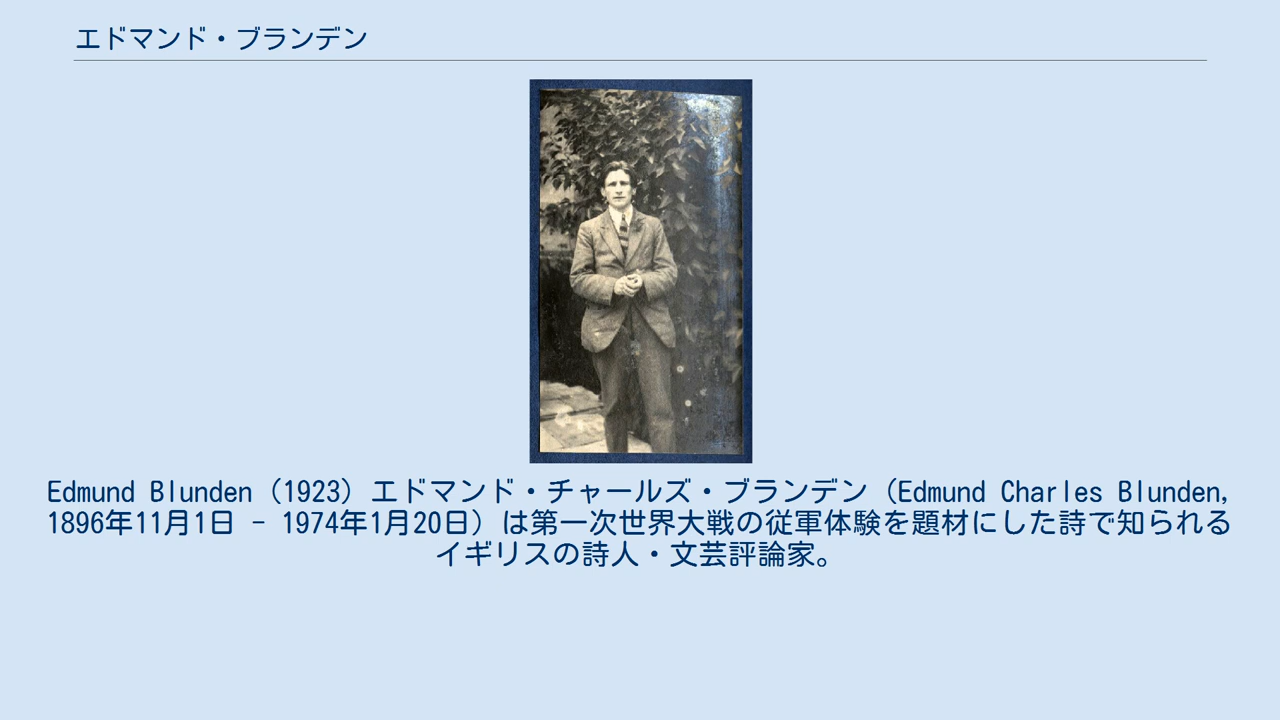 エドマンド・ブランデン
Edmund Blunden（1923）エドマンド・チャールズ・ブランデン（Edmund Charles Blunden,
1896年11月1日 - 1974年1月20日）は第一次世界大戦の従軍体験を題材にした詩で知られる
イギリスの詩人・文芸評論家。